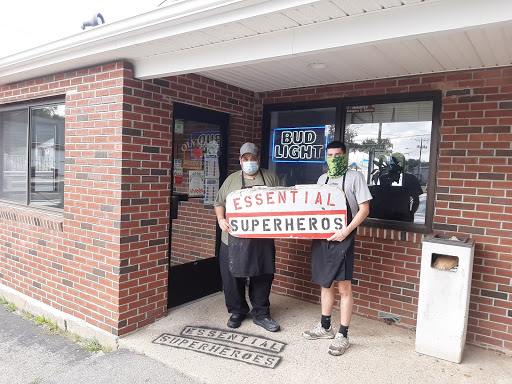 BUD
LIGHT
ESSENTIAL
SUPERHEROS
ESSENTIAL
SUPERHEROES